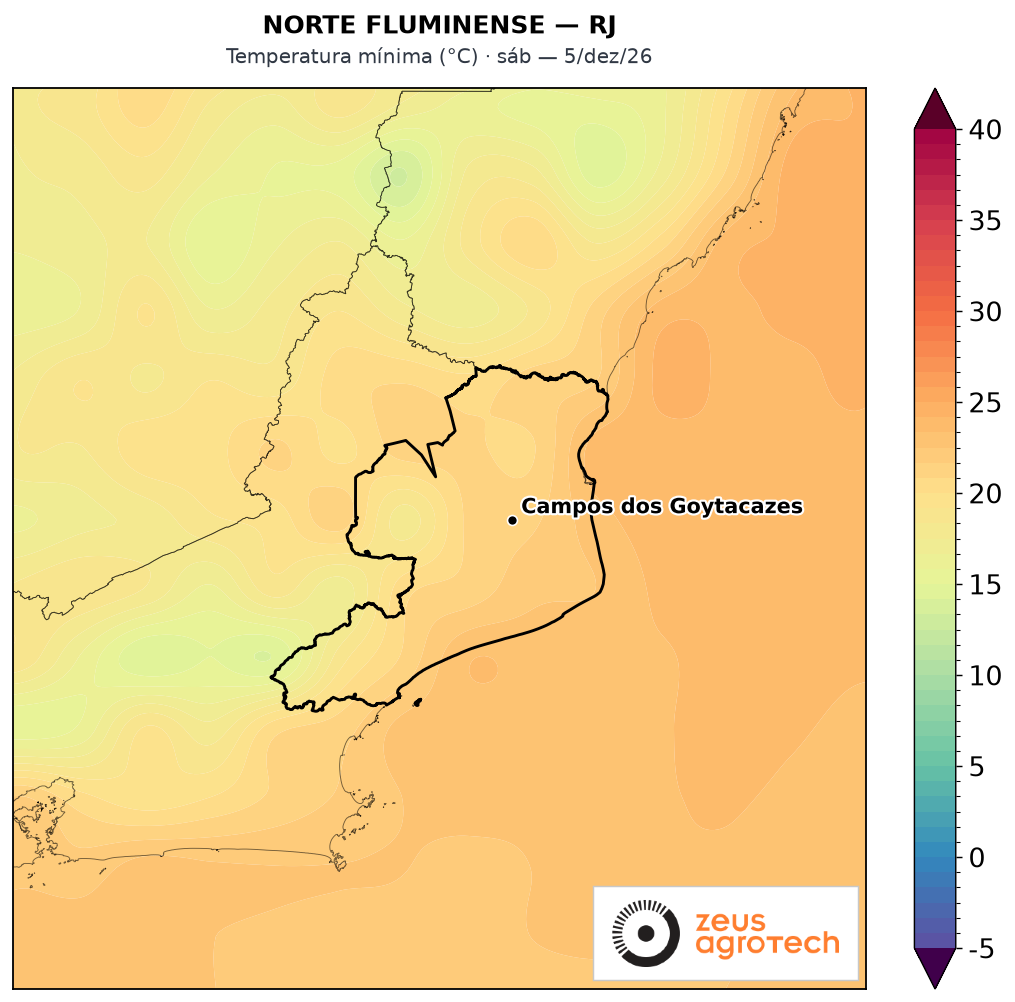 NORTE FLUMINENSE — RJ
Temperatura mínima (°C) · sáb — 5/dez/26
40
35
30
25
20
15
10
5
0
-5
Campos dos Goytacazes
zeus
agrotech